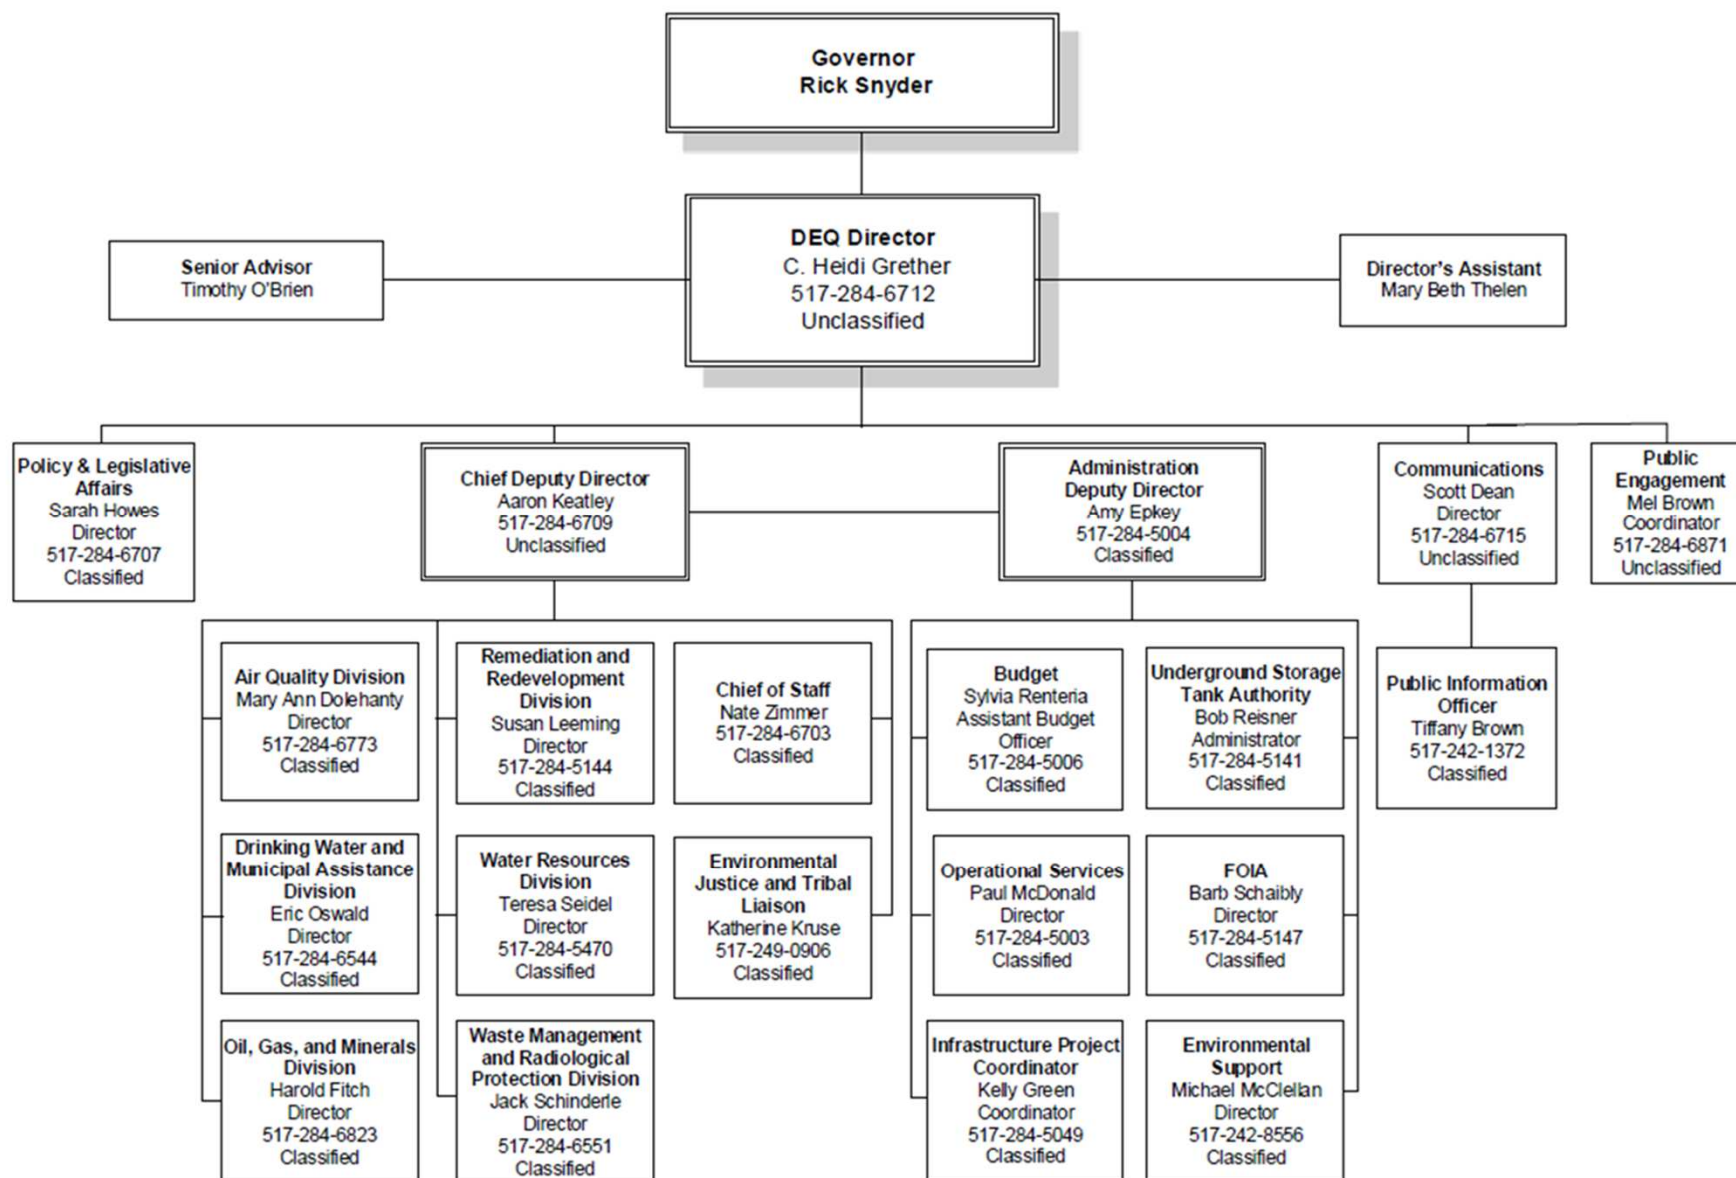 Governor
Rick Snyder
DEQ Director
C. Heidi Grether
517-284-6712
Unclassified
Senior Advisor
Timothy O'Brien
Director's Assistant
Mary Beth Thelen
Policy & Legislative
Affairs
Sarah Howes
Director
517-284-6707
Classified
Chief Deputy Director
Aaron Keatley
517-284-6709
Unclassified
Administration
Deputy Director
Amy Epkey
517-284-5004
Classified
Communications
Scott Dean
Director
517-284-6715
Unclassified
Public
Engagement
Mel Brown
Coordinator
517-284-6871
Unclassified
Air Quality Division
Mary Ann Dolehanty
Director
517-284-6773
Classified
Remediation and
Redevelopment
Division
Susan Leeming
Director
517-284-5144
Classified
Chief of Staff
Nate Zimmer
517-284-6703
Classified
Budget
Sylvia Renteria
Assistant Budget
Officer
517-284-5006
Classified
Underground Storage
Tank Authority
Bob Reisner
Administrator
517-284-5141
Classified
Public Information
Officer
Tiffany Brown
517-242-1372
Classified
Drinking Water and
Municipal Assistance
Division
Eric Oswald
Director
517-284-6544
Classified
Water Resources
Division
Teresa Seidel
Director
517-284-5470
Classified
Environmental
Justice and Tribal
Liaison
Katherine Kruse
517-249-0906
Classified
Operational Services
Paul McDonald
Director
517-284-5003
Classified
FOIA
Barb Schaibly
Director
517-284-5147
Classified
Oil, Gas, and Minerals
Division
Harold Fitch
Director
517-284-6823
Classified
Waste Management
and Radiological
Protection Division
Jack Schinderle
Director
517-284-6551
Classified
Infrastructure Project
Coordinator
Kelly Green
Coordinator
517-284-5049
Classified
Environmental
Support
Michael McClellan
Director
517-242-8556
Classified